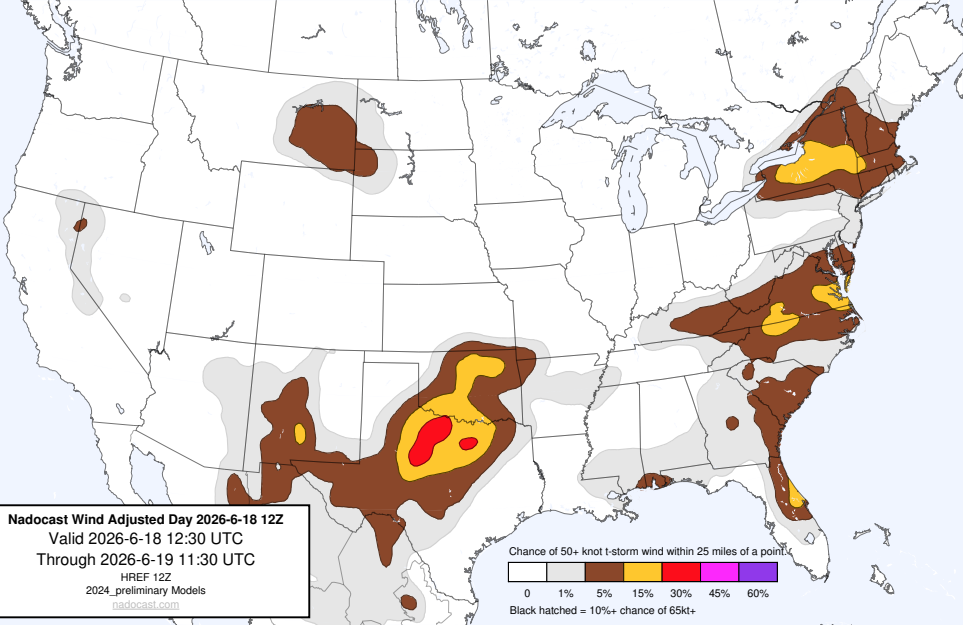 Nadocast Wind Adjusted Day 2026-6-18 12Z
Valid 2026-6-18 12:30 UTC
Through 2026-6-19 11:30 UTC
HREF 12Z
2024_preliminary Models
nadocast.com
Chance of 50+ knot t-storm wind within 25 miles of a point.
0 1% 5% 15% 30% 45% 60%
Black hatched = 10%+ chance of 65kt+